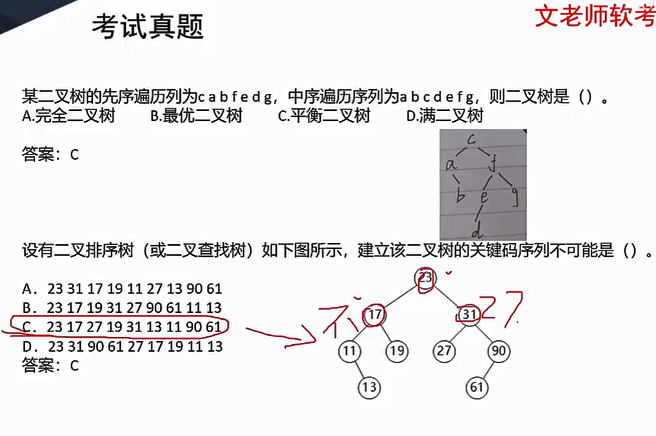 文老师软考
考试真题
某二叉树的先序遍历列为c a b f e d g，中序遍历序列为a b c d e f g，则二叉树是（）。
A.完全二叉树 B.最优二叉树 C.平衡二叉树 D.满二叉树
答案：C
c
a f
b e g
d
设有二叉排序树（或二叉查找树）如下图所示，建立该二叉树的关键码序列不可能是（）。
A. 23 31 17 19 11 27 13 90 61
B. 23 17 19 31 27 90 61 11 13
C. 23 17 27 19 31 13 11 90 61
D. 23 31 90 61 27 17 19 11 13
答案：C
23
17 31 27
11 19 27 90
13 61